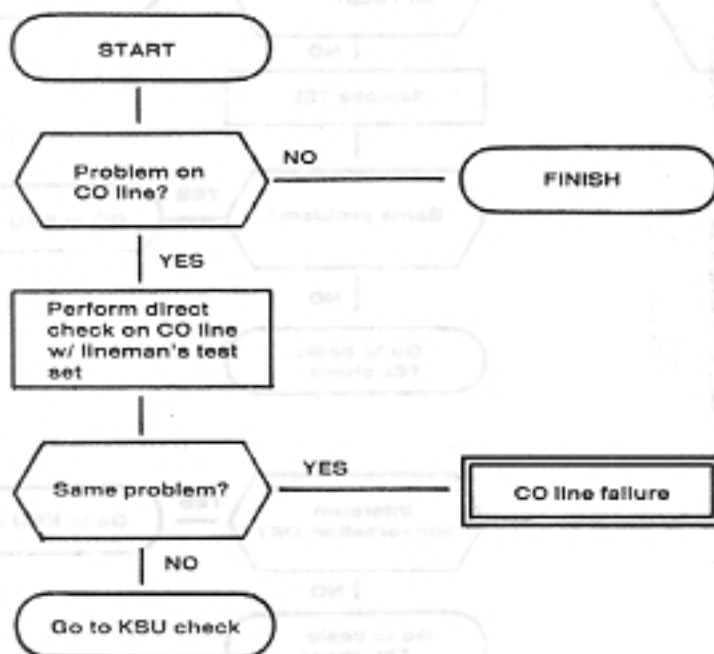 START
Problem on
CO line?
NO
FINISH
YES
Perform direct
check on CO line
w/ lineman's test
set
Same problem?
YES
CO line failure
NO
Go to KSU check